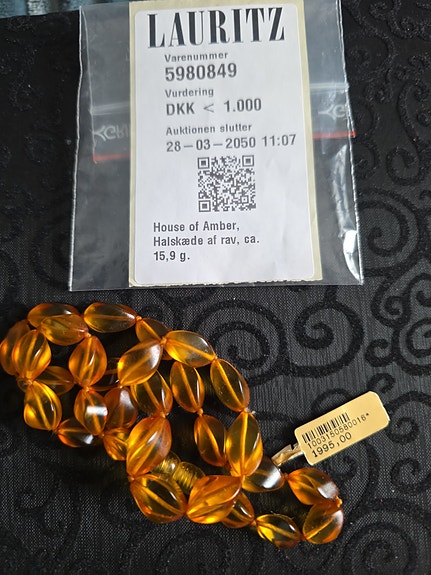 LAURITZ
Varenummer
5980849
Vurdering
DKK < 1.000
Auktionen slutter
28-03-2050 11:07
House of Amber,
Halskæde af rav, ca.
15,9 g.
1003150580016*
1995,00